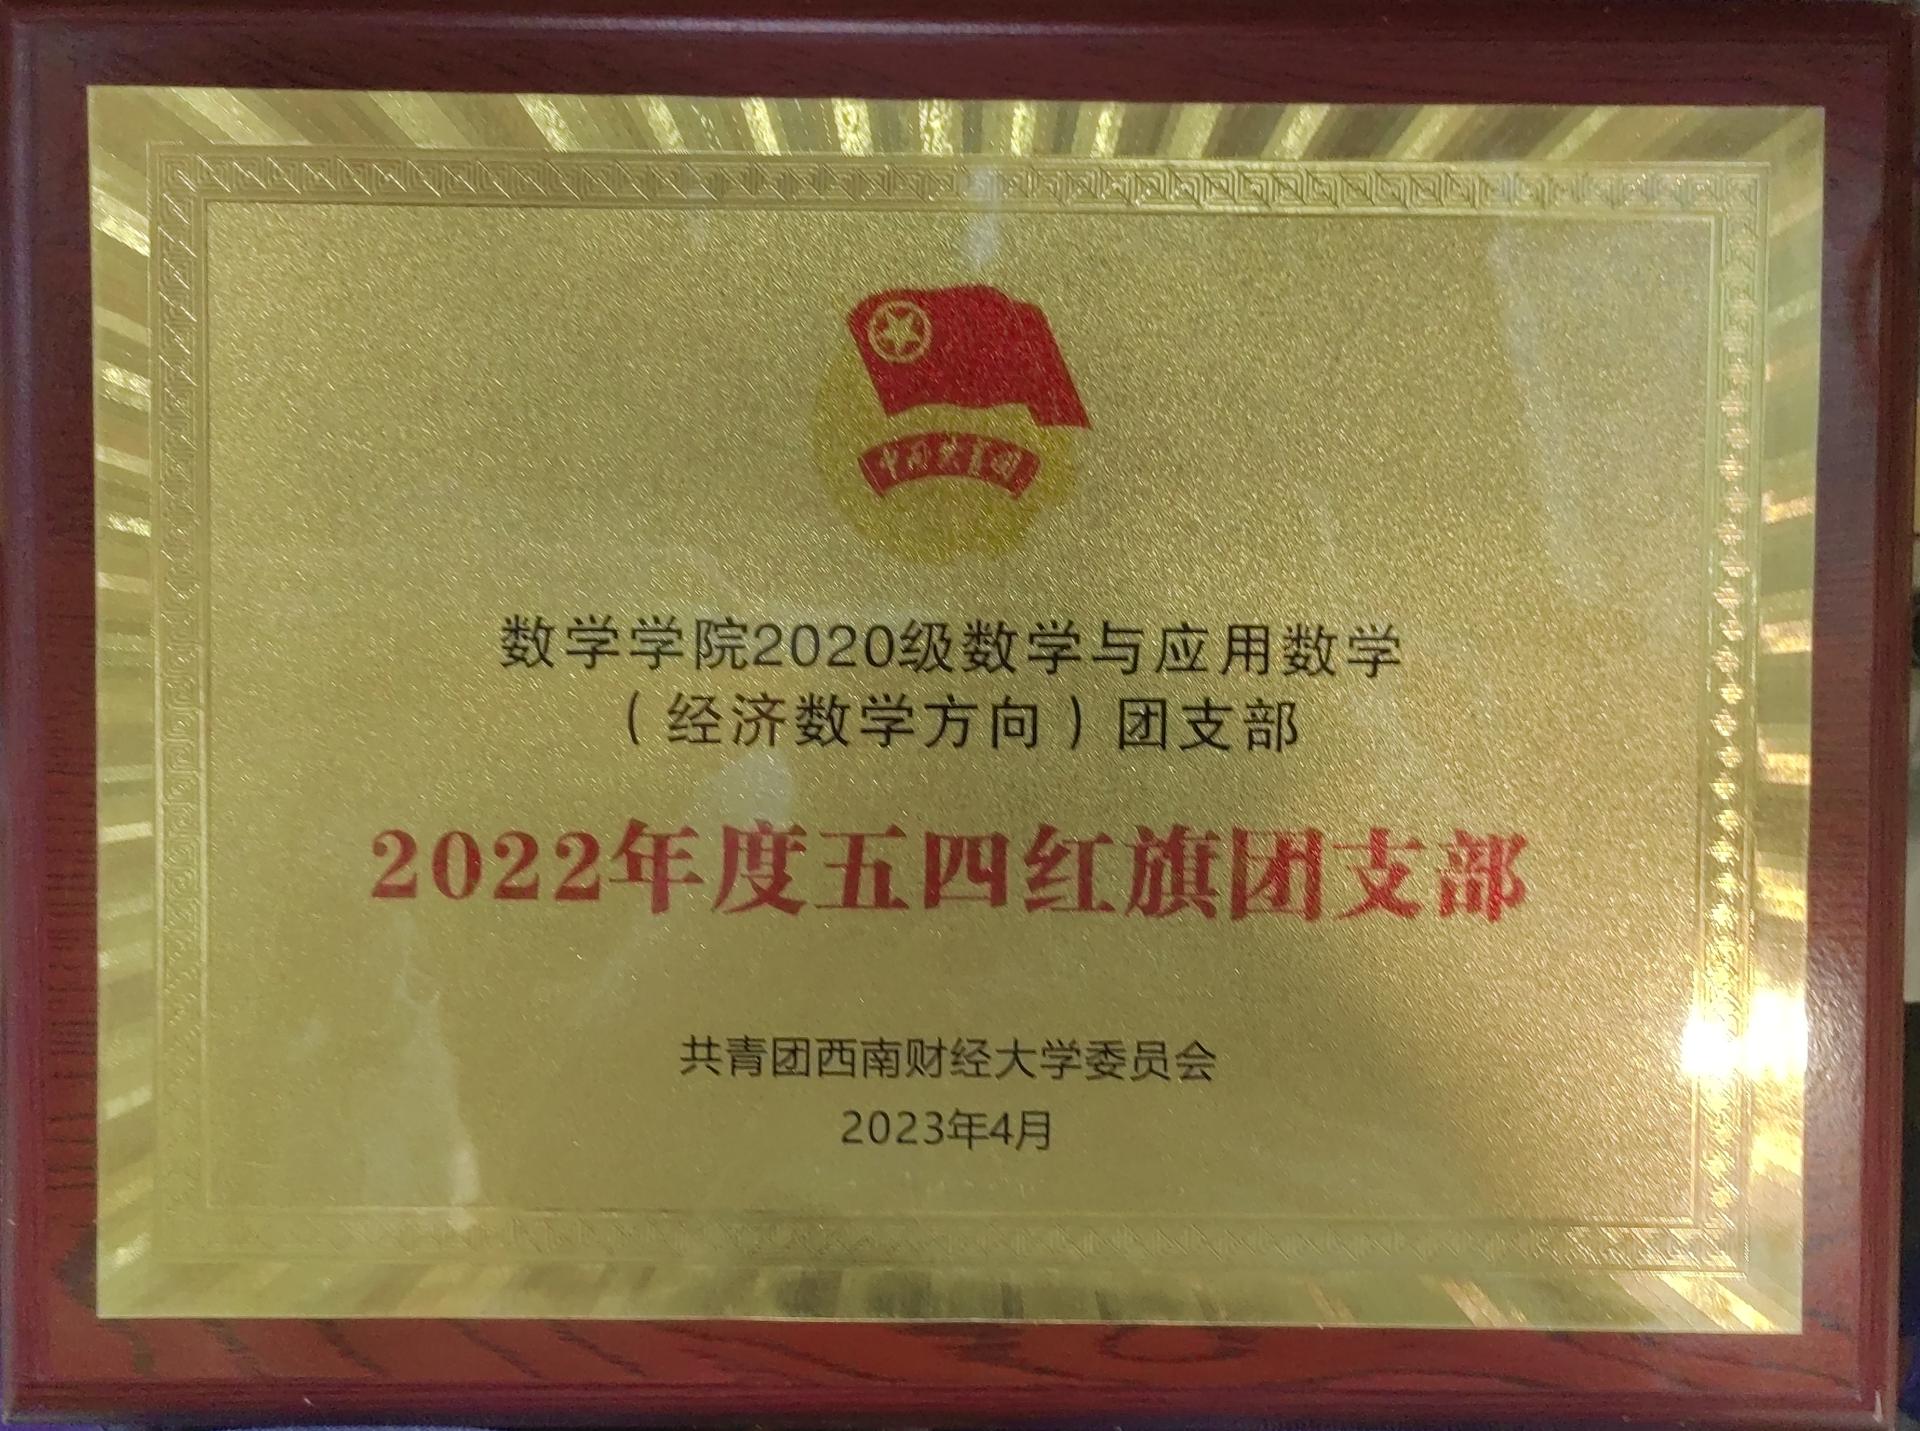 中国共青团
数学学院2020级数学与应用数学
（经济数学方向）团支部
2022年度五四红旗团支部
共青团西南财经大学委员会
2023年4月